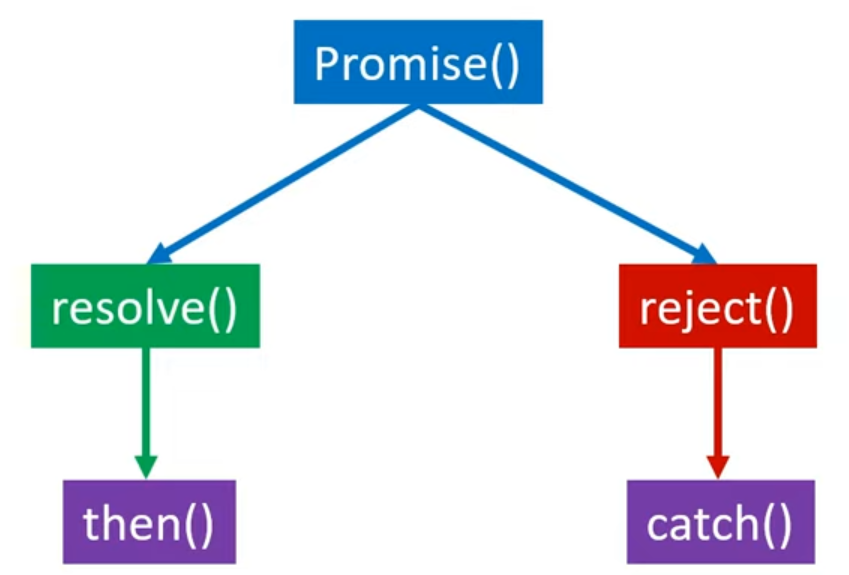 Promise()
resolve()
reject()
then()
catch()